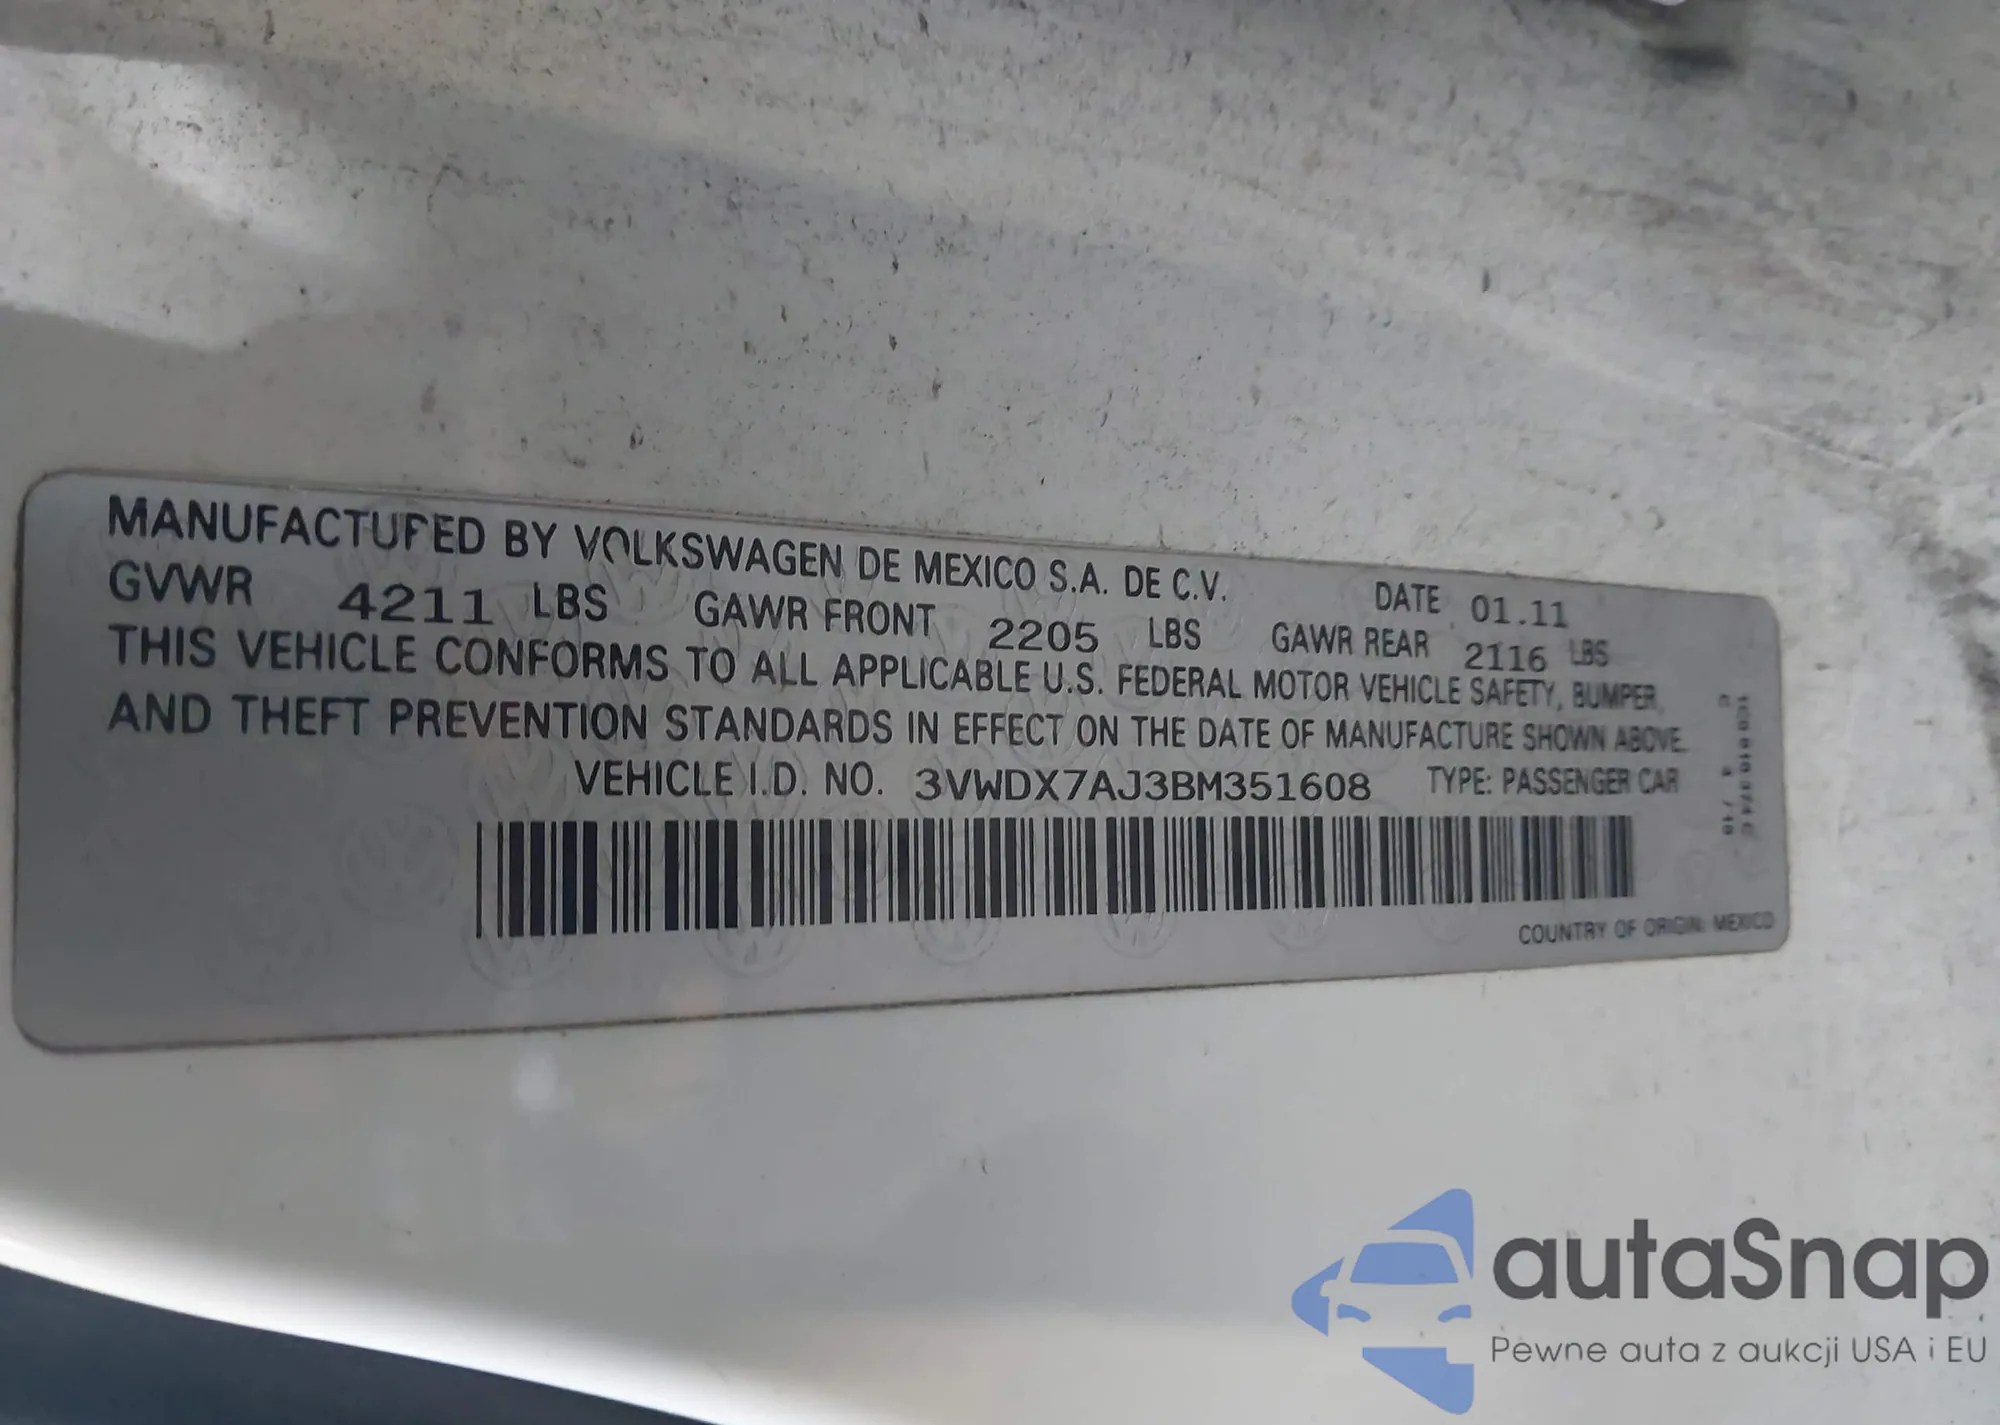 MANUFACTURED BY VOLKSWAGEN DE MEXICO S.A. DE C.V. DATE 01.11
GVWR 4211 LBS GAWR FRONT 2205 LBS GAWR REAR 2116 LBS
THIS VEHICLE CONFORMS TO ALL APPLICABLE U.S. FEDERAL MOTOR VEHICLE SAFETY, BUMPER,
AND THEFT PREVENTION STANDARDS IN EFFECT ON THE DATE OF MANUFACTURE SHOWN ABOVE.
VEHICLE I.D. NO. 3VWDX7AJ3BM351608 TYPE: PASSENGER CAR
COUNTRY OF ORIGIN: MEXICO
autaSnap
Pewne auta z aukcji USA i EU